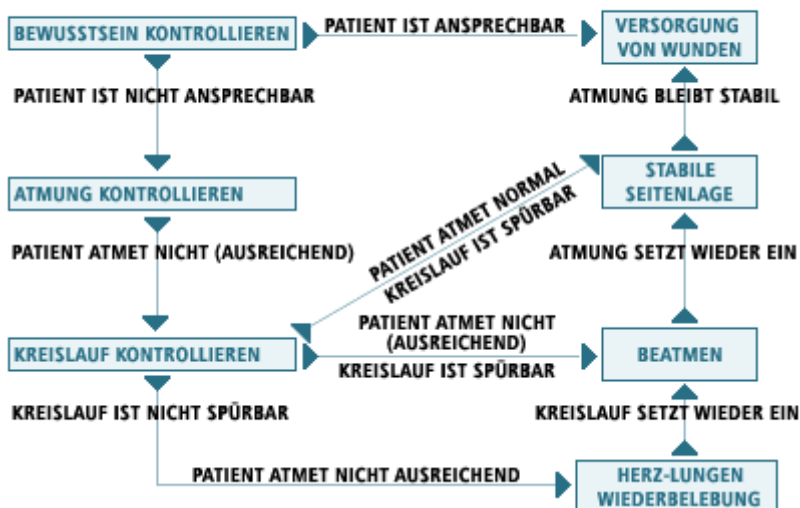 BEWUSSTSEIN KONTROLLIEREN
PATIENT IST ANSPRECHBAR
VERSORGUNG
VON WUNDEN
PATIENT IST NICHT ANSPRECHBAR
ATMUNG BLEIBT STABIL
ATMUNG KONTROLLIEREN
STABILE
SEITENLAGE
PATIENT ATMET NORMAL
KREISLAUF IST SPÜRBAR
PATIENT ATMET NICHT (AUSREICHEND)
ATMUNG SETZT WIEDER EIN
KREISLAUF KONTROLLIEREN
PATIENT ATMET NICHT
(AUSREICHEND)
KREISLAUF IST SPÜRBAR
BEATMEN
KREISLAUF IST NICHT SPÜRBAR
KREISLAUF SETZT WIEDER EIN
PATIENT ATMET NICHT AUSREICHEND
HERZ-LUNGEN
WIEDERBELEBUNG